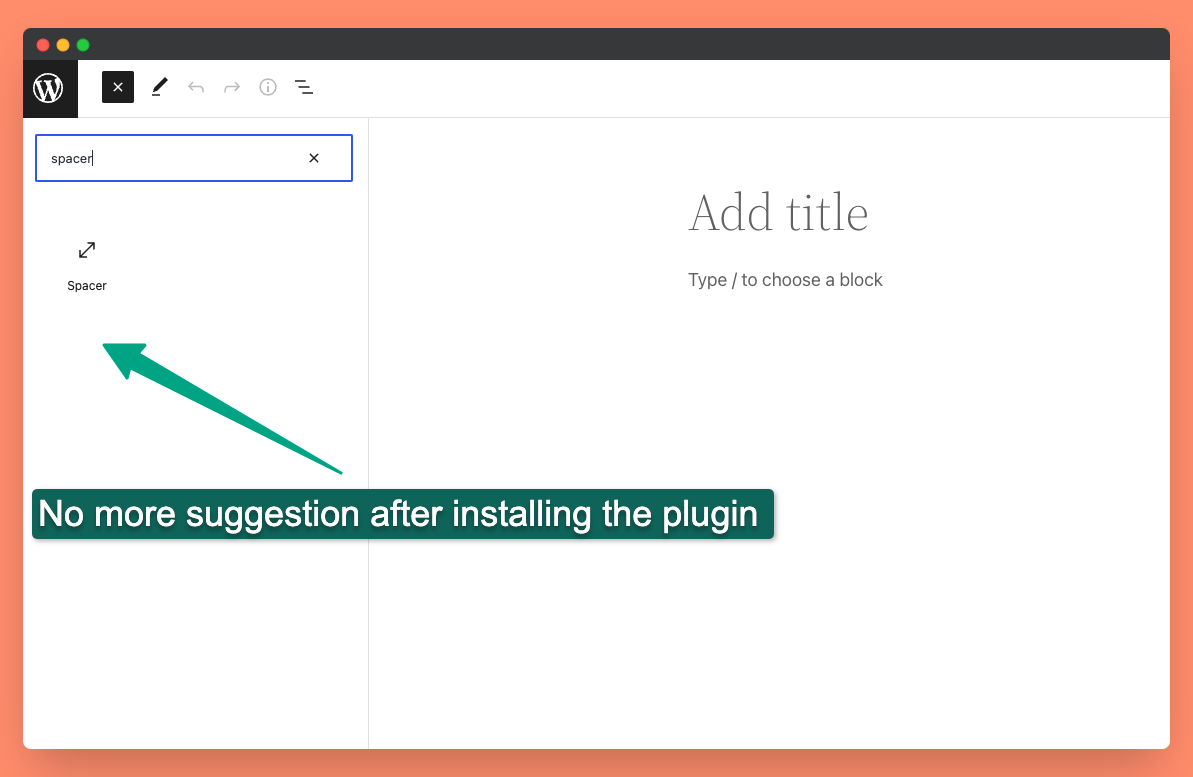 spacer
Spacer
Add title
Type / to choose a block
No more suggestion after installing the plugin